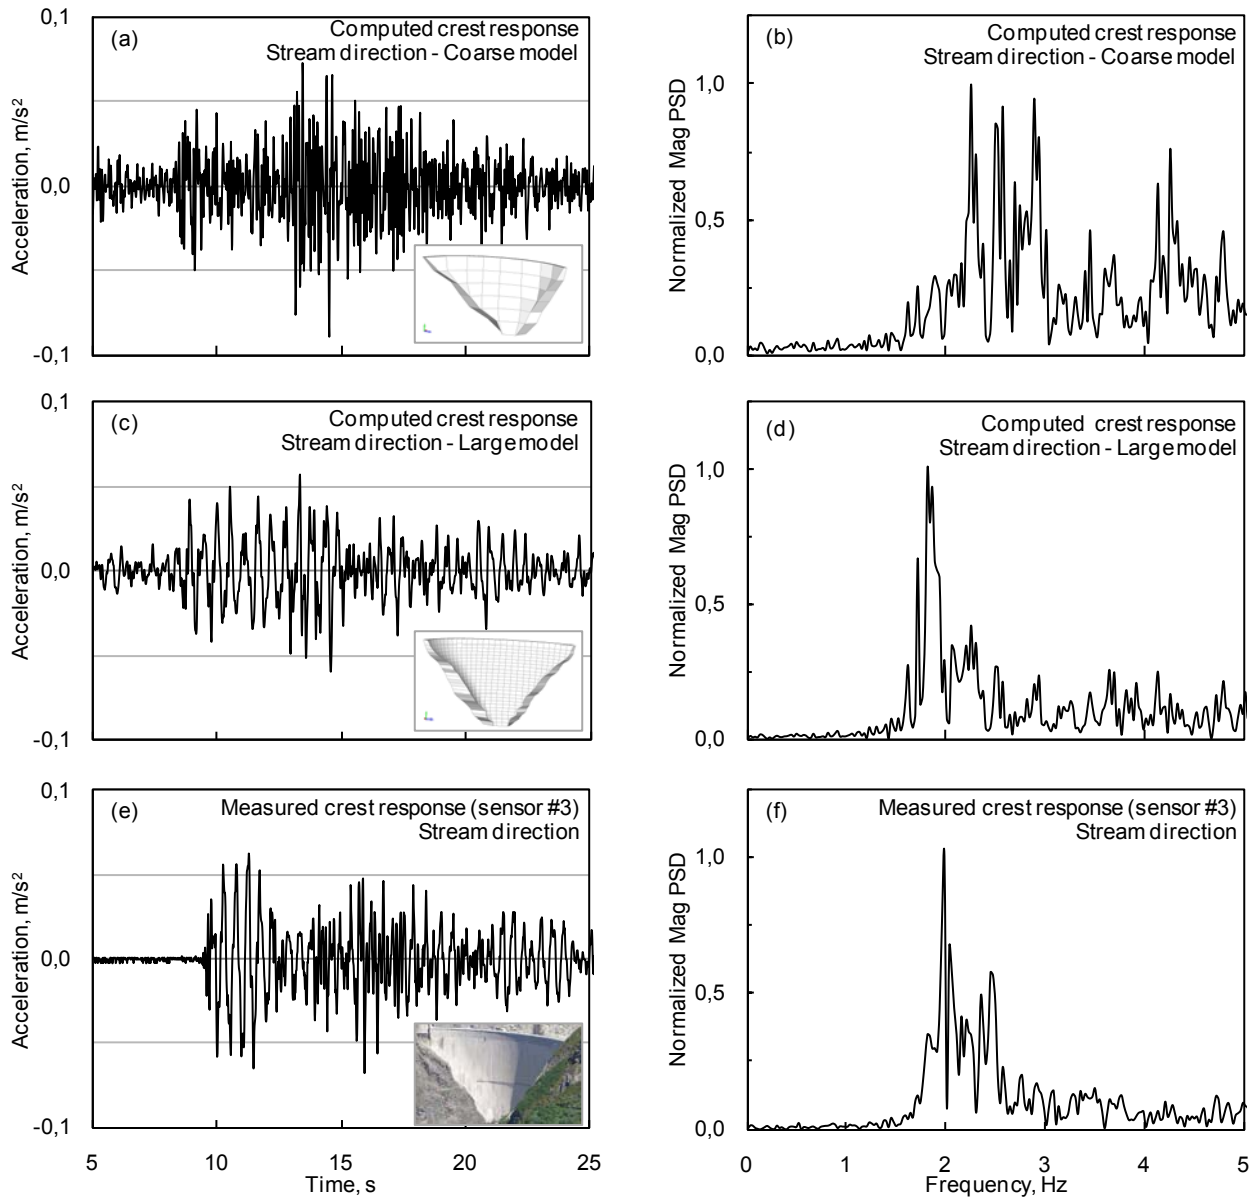 0,1
(a)
Computed crest response
Stream direction - Coarse model
Acceleration, m/s²
0,0
-0,1
(b)
Computed crest response
Stream direction - Coarse model
Normalized Mag PSD
1,0
0,5
0,0
0,1
(c)
Computed crest response
Stream direction - Large model
Acceleration, m/s²
0,0
-0,1
(d)
Computed crest response
Stream direction - Large model
Normalized Mag PSD
1,0
0,5
0,0
0,1
(e)
Measured crest response (sensor #3)
Stream direction
Acceleration, m/s²
0,0
-0,1
5 10 15 20 25
Time, s
(f)
Measured crest response (sensor #3)
Stream direction
Normalized Mag PSD
1,0
0,5
0,0
0 1 2 3 4 5
Frequency, Hz